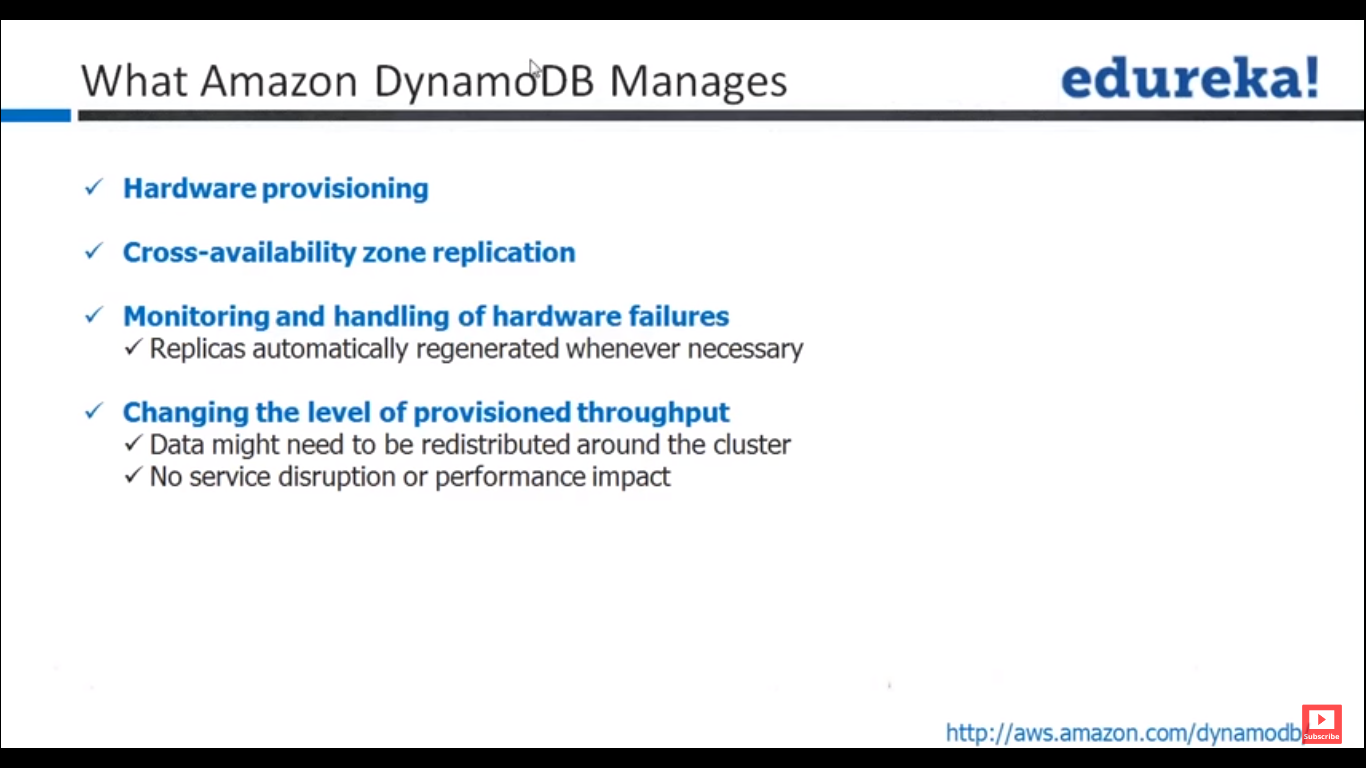 What Amazon DynamoDB Manages
edureka!
✓ Hardware provisioning
✓ Cross-availability zone replication
✓ Monitoring and handling of hardware failures
✓ Replicas automatically regenerated whenever necessary
✓ Changing the level of provisioned throughput
✓ Data might need to be redistributed around the cluster
✓ No service disruption or performance impact
http://aws.amazon.com/dynamodb/
Subscribe